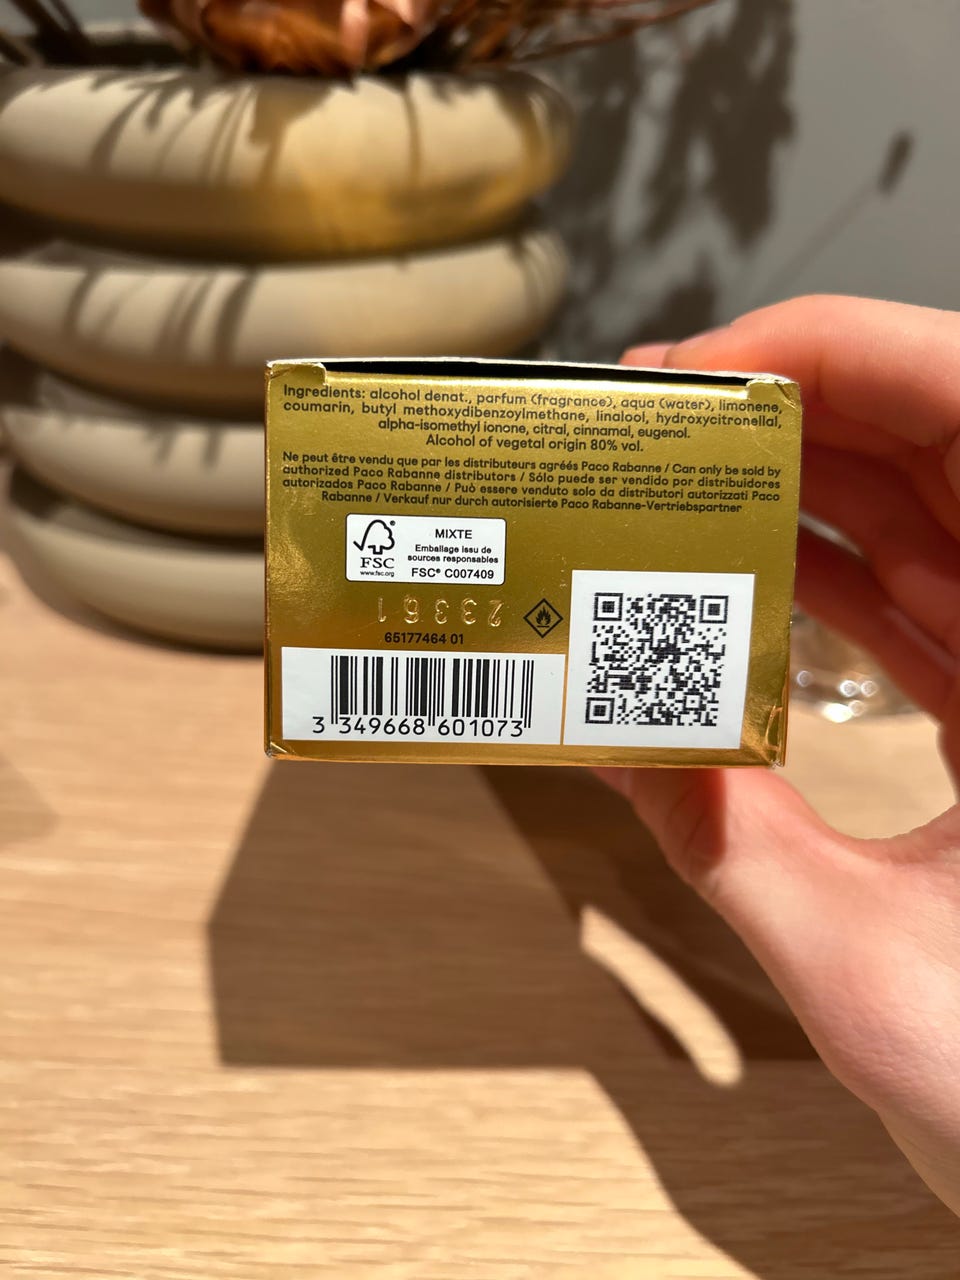 Ingredients: alcohol denat., parfum (fragrance), aqua (water), limonene,
coumarin, butyl methoxydibenzoylmethane, linalool, hydroxycitronellal,
alpha-isomethyl ionone, citral, cinnamal, eugenol.
Alcohol of vegetal origin 80% vol.
Ne peut être vendu que par les distributeurs agréés Paco Rabanne / Can only be sold by
authorized Paco Rabanne distributors / Sólo puede ser vendido por distribuidores
autorizados Paco Rabanne / Può essere venduto solo da distributori autorizzati Paco
Rabanne / Verkauf nur durch autorisierte Paco Rabanne-Vertriebspartner
FSC®
www.fsc.org
MIXTE
Emballage issu de
sources responsables
FSC® C007409
23361
65177464 01
3 349668 601073